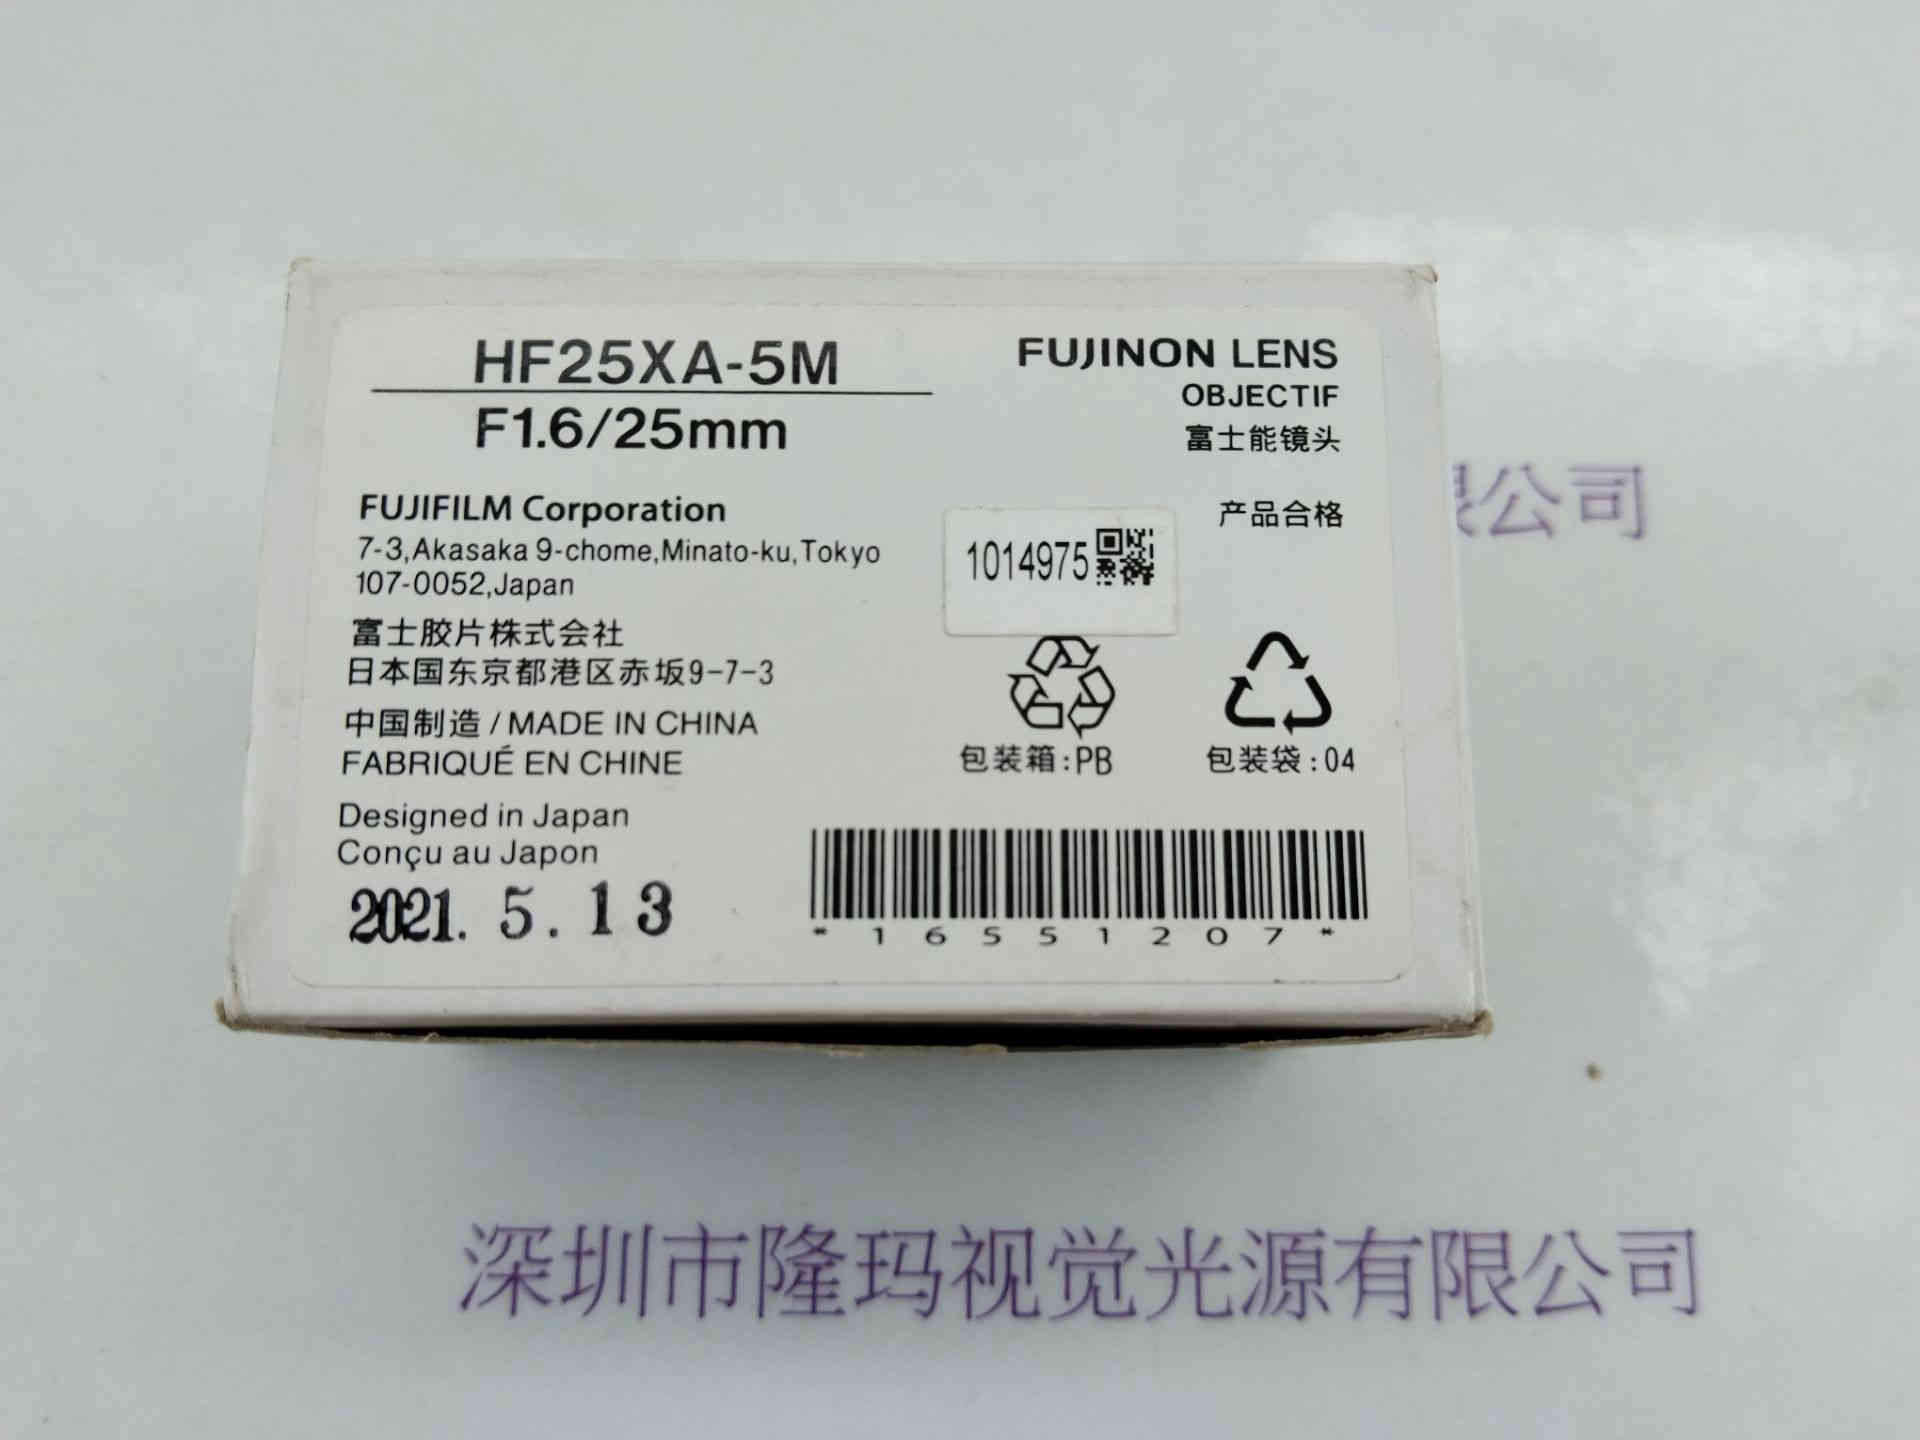 HF25XA-5M
F1.6/25mm
FUJINON LENS
OBJECTIF
富士能镜头
产品合格
FUJIFILM Corporation
7-3,Akasaka 9-chome,Minato-ku,Tokyo
107-0052,Japan
1014975
富士胶片株式会社
日本国东京都港区赤坂9-7-3
中国制造/MADE IN CHINA
FABRIQUÉ EN CHINE
包装箱:PB
包装袋:04
Designed in Japan
Conçu au Japon
2021. 5. 13
*16551207*
限公司
深圳市隆玛视觉光源有限公司